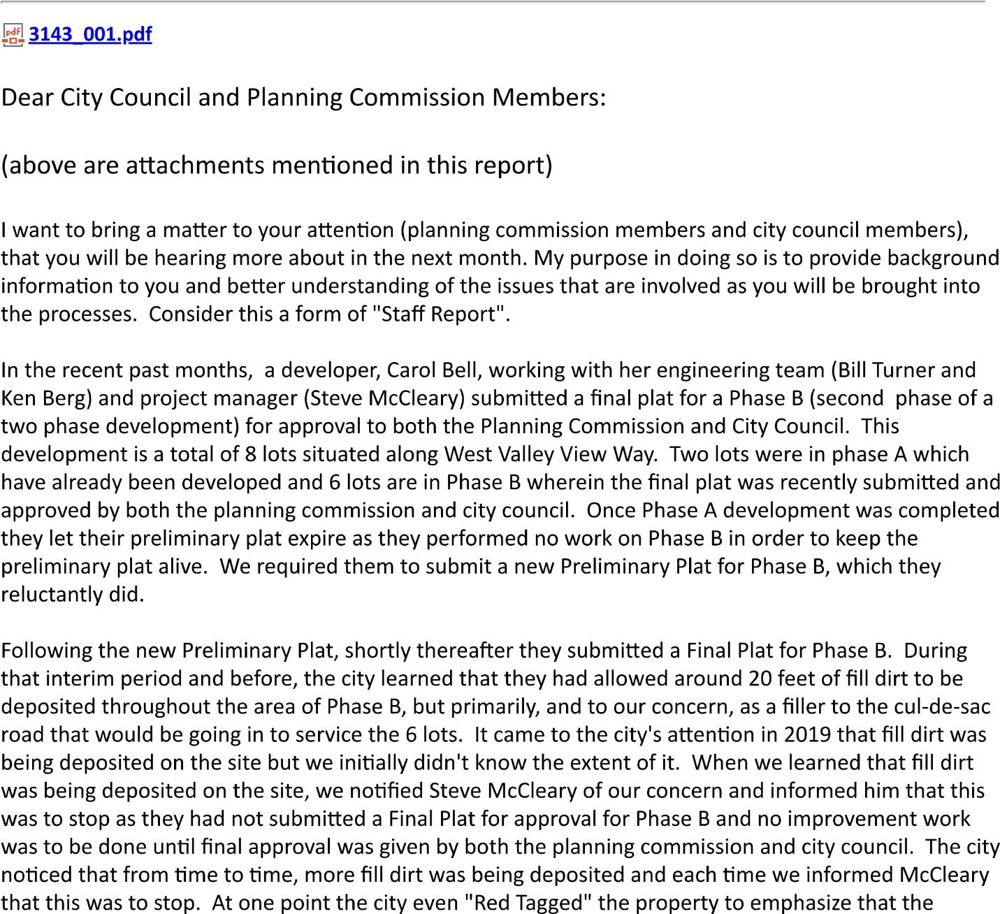 pdf
3143_001.pdf
Dear City Council and Planning Commission Members:
(above are attachments mentioned in this report)
I want to bring a matter to your attention (planning commission members and city council members),
that you will be hearing more about in the next month. My purpose in doing so is to provide background
information to you and better understanding of the issues that are involved as you will be brought into
the processes.  Consider this a form of "Staff Report".
In the recent past months,  a developer, Carol Bell, working with her engineering team (Bill Turner and
Ken Berg) and project manager (Steve McCleary) submitted a final plat for a Phase B (second  phase of a
two phase development) for approval to both the Planning Commission and City Council.  This
development is a total of 8 lots situated along West Valley View Way.  Two lots were in phase A which
have already been developed and 6 lots are in Phase B wherein the final plat was recently submitted and
approved by both the planning commission and city council.  Once Phase A development was completed
they let their preliminary plat expire as they performed no work on Phase B in order to keep the
preliminary plat alive.  We required them to submit a new Preliminary Plat for Phase B, which they
reluctantly did.
Following the new Preliminary Plat, shortly thereafter they submitted a Final Plat for Phase B.  During
that interim period and before, the city learned that they had allowed around 20 feet of fill dirt to be
deposited throughout the area of Phase B, but primarily, and to our concern, as a filler to the cul-de-sac
road that would be going in to service the 6 lots.  It came to the city's attention in 2019 that fill dirt was
being deposited on the site but we initially didn't know the extent of it.  When we learned that fill dirt
was being deposited on the site, we notified Steve McCleary of our concern and informed him that this
was to stop as they had not submitted a Final Plat for approval for Phase B and no improvement work
was to be done until final approval was given by both the planning commission and city council.  The city
noticed that from time to time, more fill dirt was being deposited and each time we informed McCleary
that this was to stop.  At one point the city even "Red Tagged" the property to emphasize that the